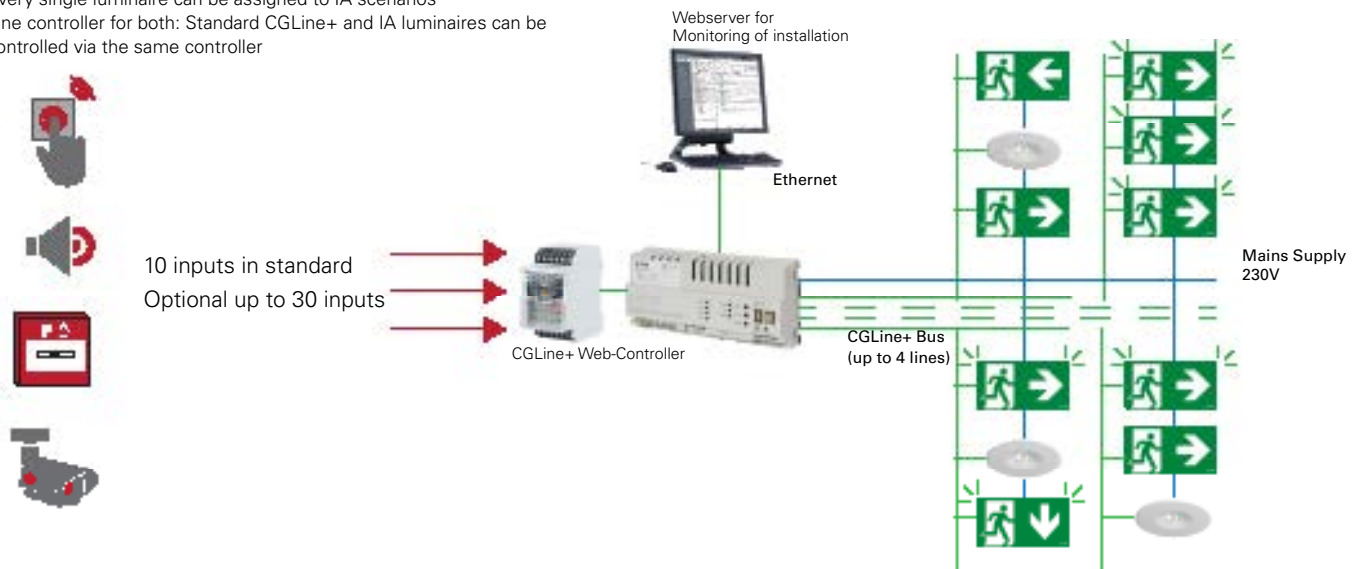 very single luminaire can be assigned to IA scenarios
ne controller for both: Standard CGLine+ and IA luminaires can be
ontrolled via the same controller
Webserver for
Monitoring of installation
Ethernet
10 inputs in standard
Optional up to 30 inputs
CGLine+ Web-Controller
CGLine+ Bus
(up to 4 lines)
Mains Supply
230V